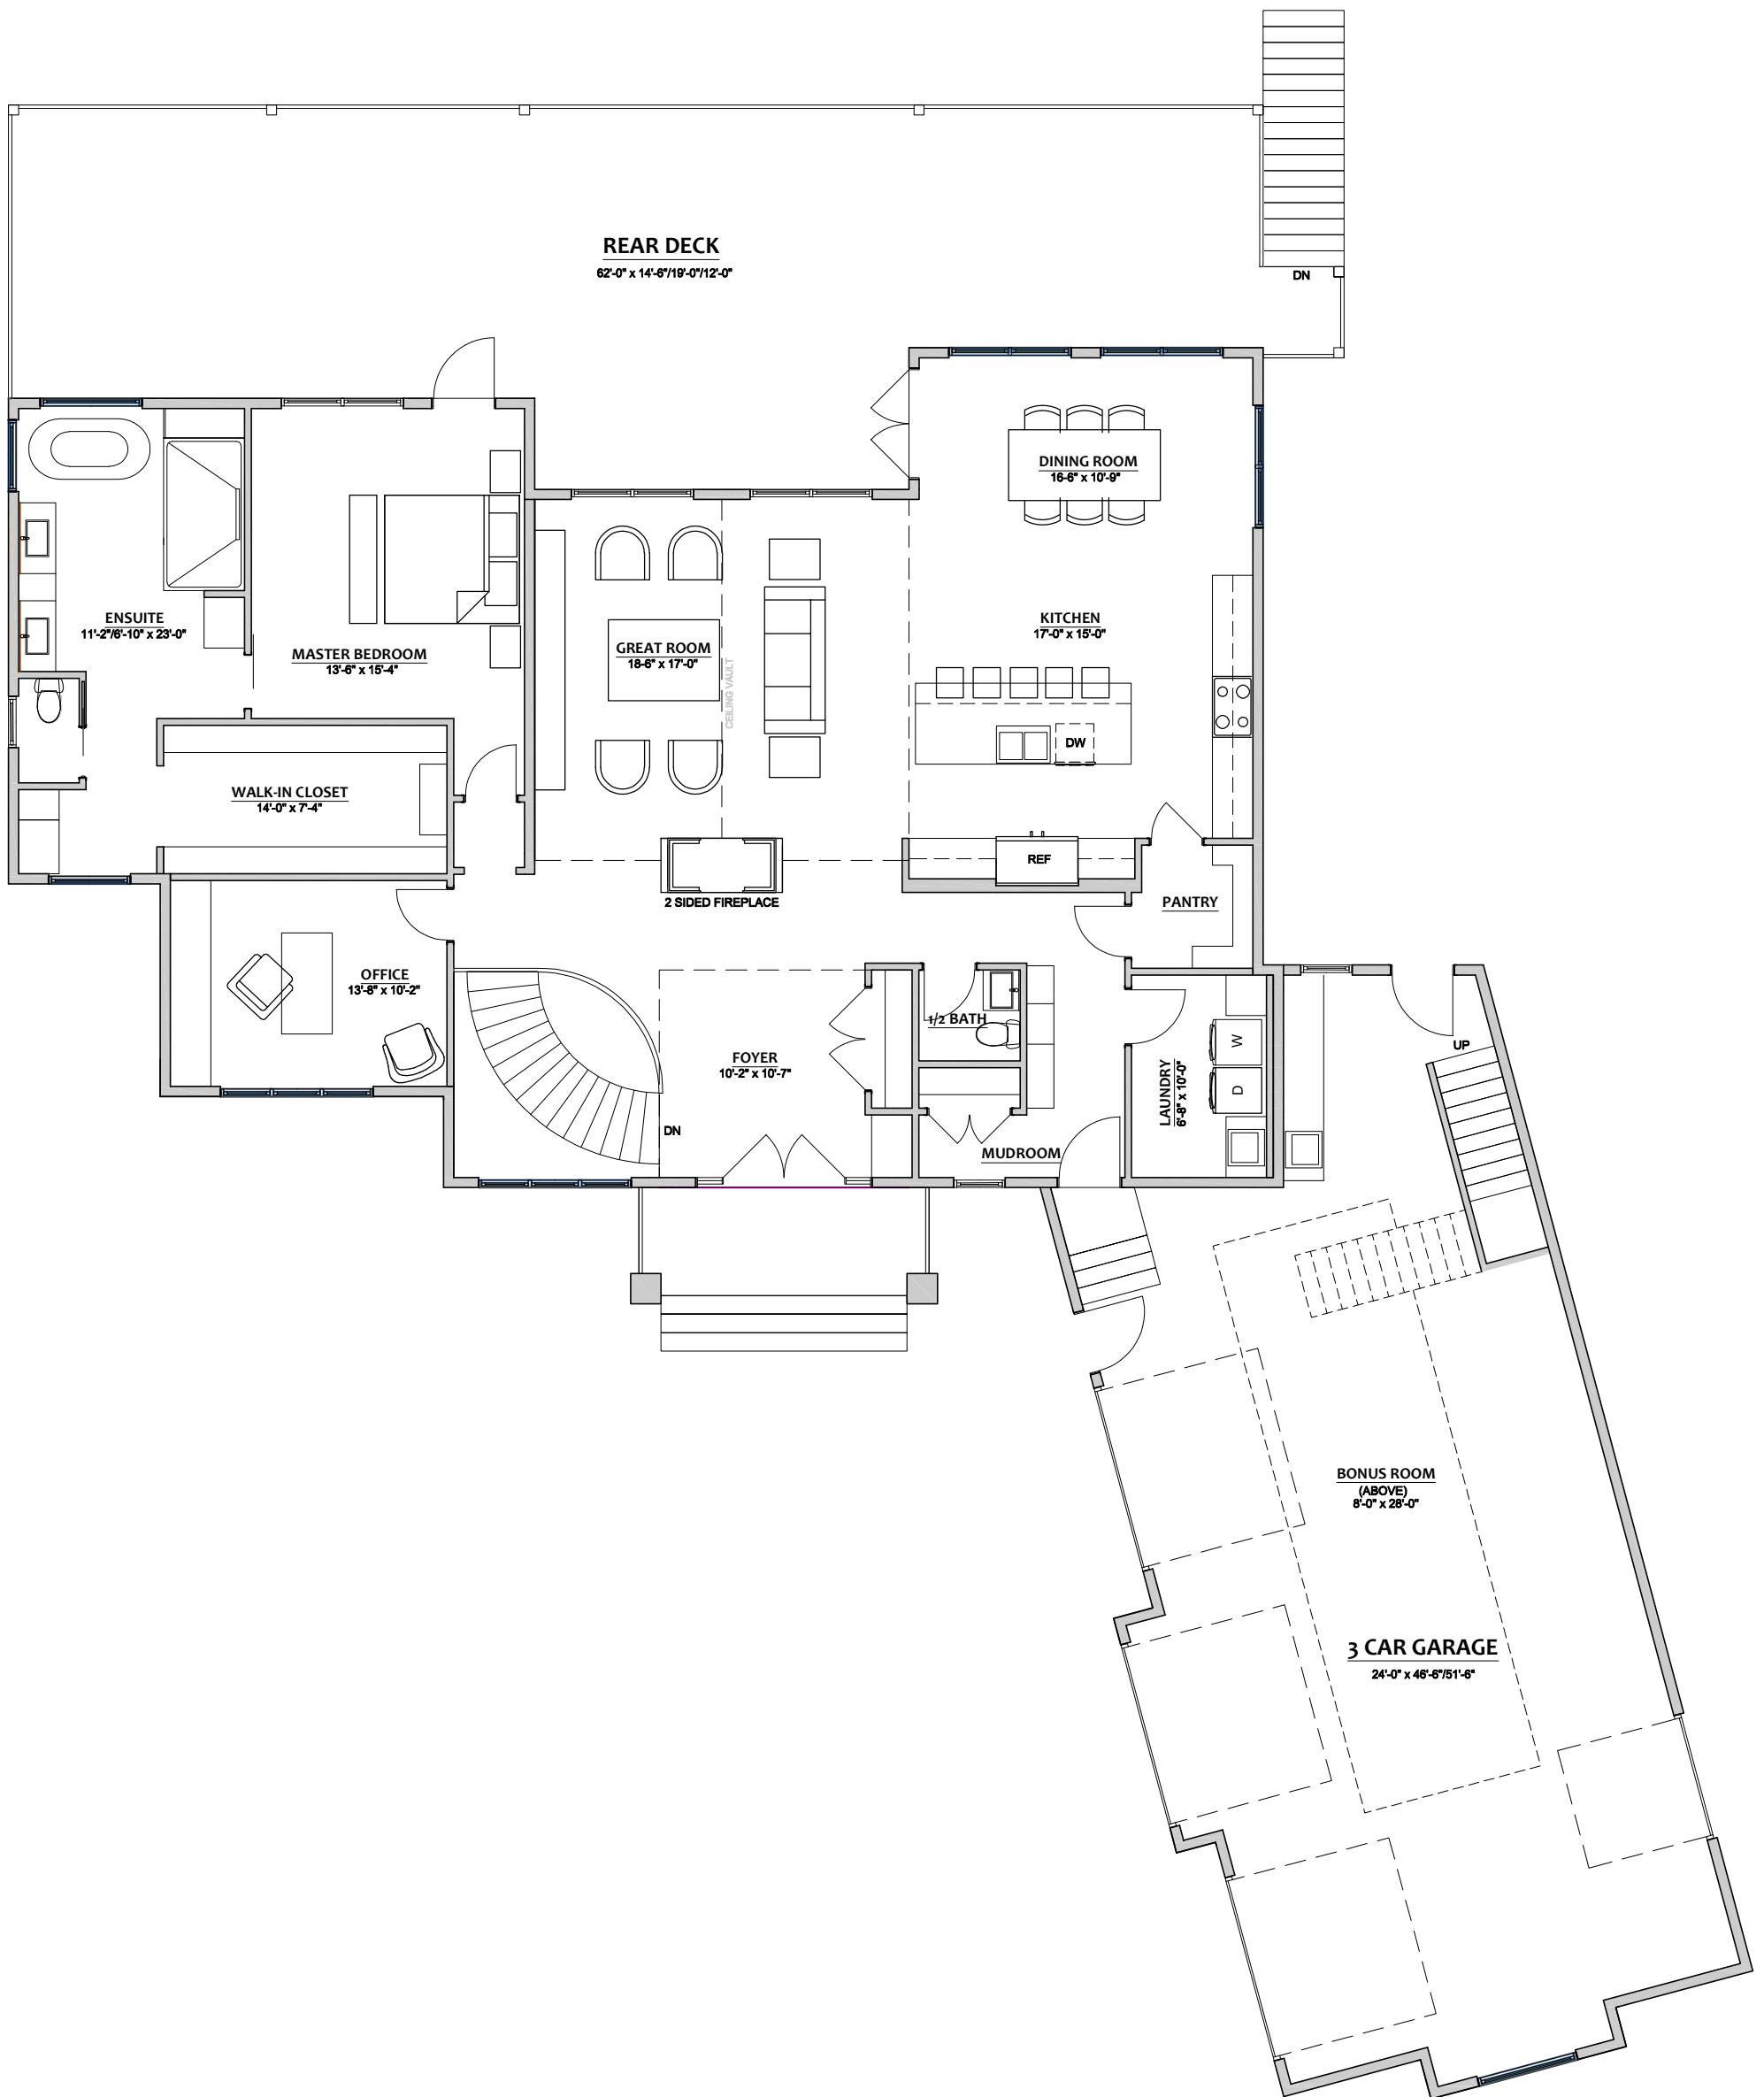 REAR DECK
62'-0" x 14'-6"/19'-0"/12'-0"
DN
DINING ROOM
16-6" x 10'-9"
ENSUITE
11'-2"/6'-10" x 23'-0"
MASTER BEDROOM
13'-6" x 15'-4"
GREAT ROOM
18-6" x 17'-0"
CEILING VAULT
KITCHEN
17'-0" x 15'-0"
DW
WALK-IN CLOSET
14'-0" x 7'-4"
REF
2 SIDED FIREPLACE
PANTRY
OFFICE
13'-8" x 10'-2"
1/2 BATH
FOYER
10'-2" x 10'-7"
UP
W
D
LAUNDRY
6'-8" x 10'-0"
DN
MUDROOM
BONUS ROOM
(ABOVE)
8'-0" x 28'-0"
3 CAR GARAGE
24'-0" x 46'-6"/51'-6"